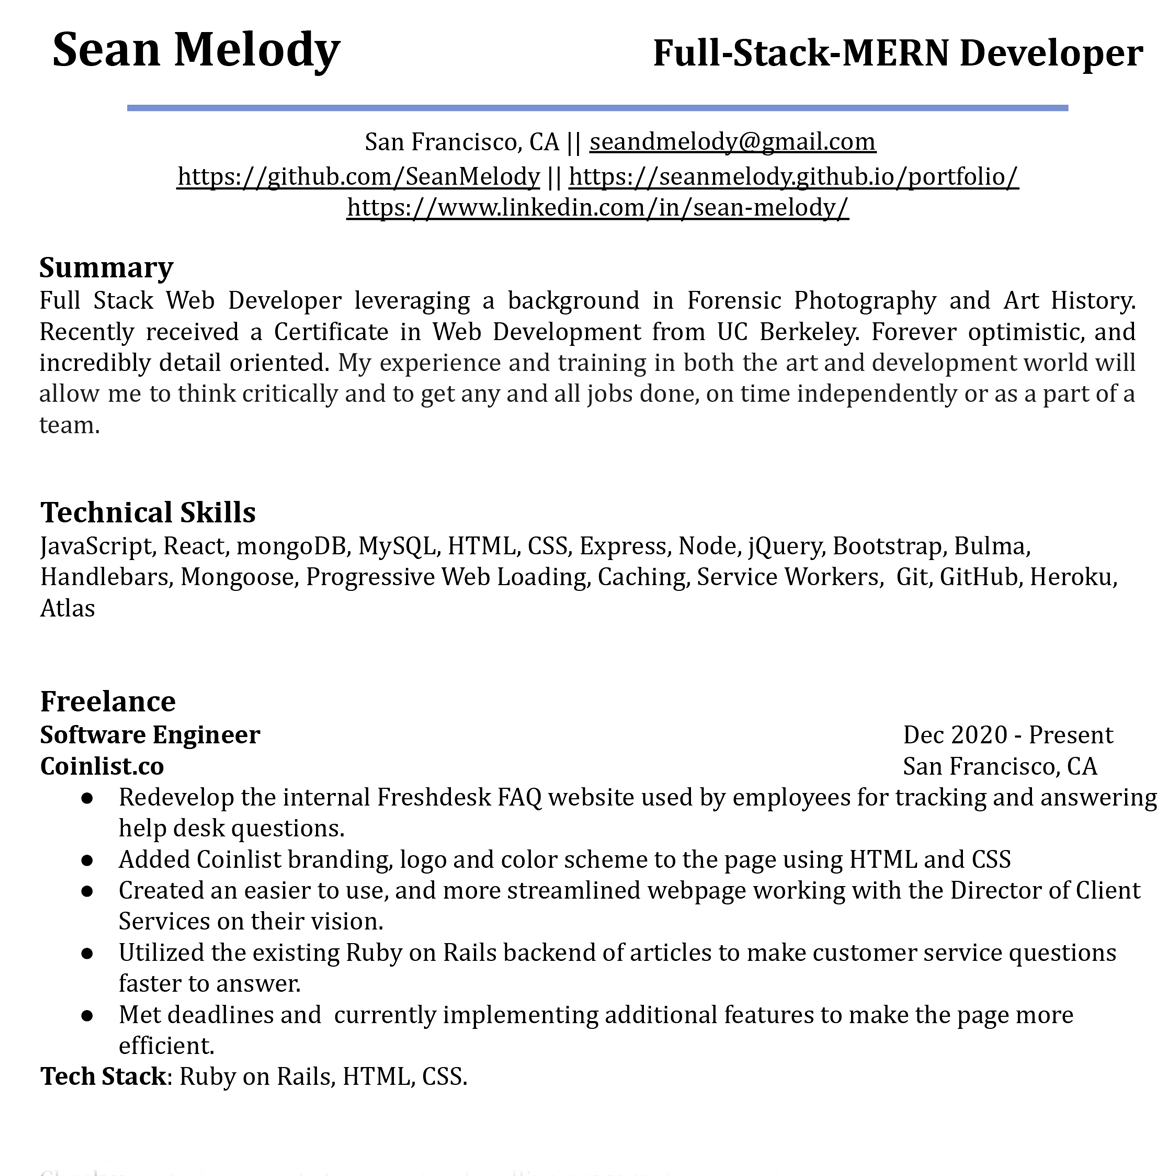 Sean Melody Full-Stack-MERN Developer
San Francisco, CA || seandmelody@gmail.com
https://github.com/SeanMelody || https://seanmelody.github.io/portfolio/
https://www.linkedin.com/in/sean-melody/
Summary
Full Stack Web Developer leveraging a background in Forensic Photography and Art History.
Recently received a Certificate in Web Development from UC Berkeley. Forever optimistic, and
incredibly detail oriented. My experience and training in both the art and development world will
allow me to think critically and to get any and all jobs done, on time independently or as a part of a
team.
Technical Skills
JavaScript, React, mongoDB, MySQL, HTML, CSS, Express, Node, jQuery, Bootstrap, Bulma,
Handlebars, Mongoose, Progressive Web Loading, Caching, Service Workers,  Git, GitHub, Heroku,
Atlas
Freelance
Software Engineer Dec 2020 - Present
Coinlist.co San Francisco, CA
● Redevelop the internal Freshdesk FAQ website used by employees for tracking and answering
help desk questions.
● Added Coinlist branding, logo and color scheme to the page using HTML and CSS
● Created an easier to use, and more streamlined webpage working with the Director of Client
Services on their vision.
● Utilized the existing Ruby on Rails backend of articles to make customer service questions
faster to answer.
● Met deadlines and  currently implementing additional features to make the page more
efficient.
Tech Stack: Ruby on Rails, HTML, CSS.